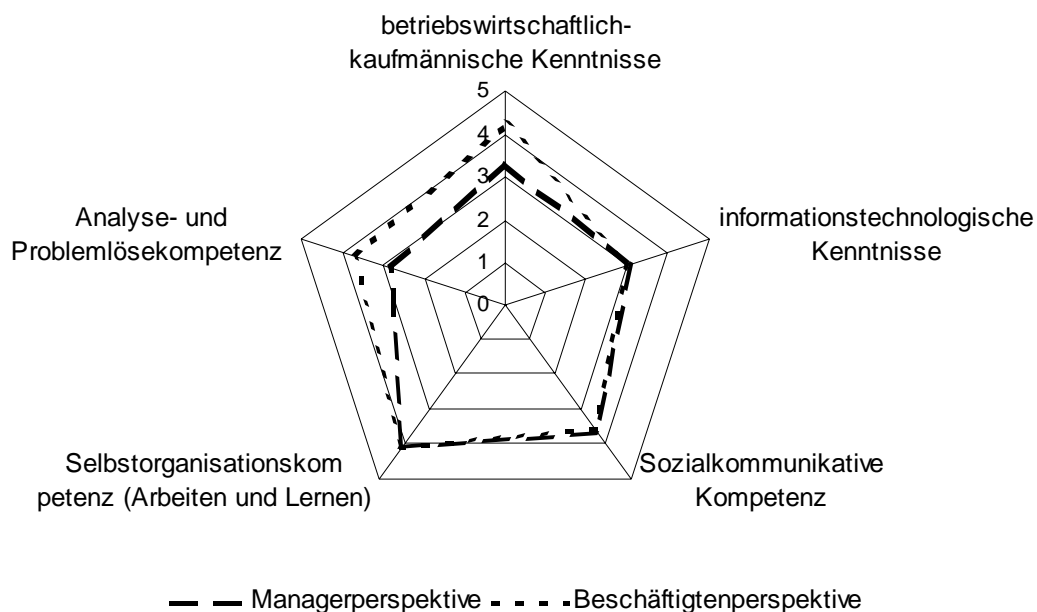 betriebswirtschaftlich-
kaufmännische Kenntnisse
5
4
3
2
1
0
informationstechnologische
Kenntnisse
Sozialkommunikative
Kompetenz
Selbstorganisationskom
petenz (Arbeiten und Lernen)
Analyse- und
Problemlösekompetenz
Managerperspektive
Beschäftigtenperspektive